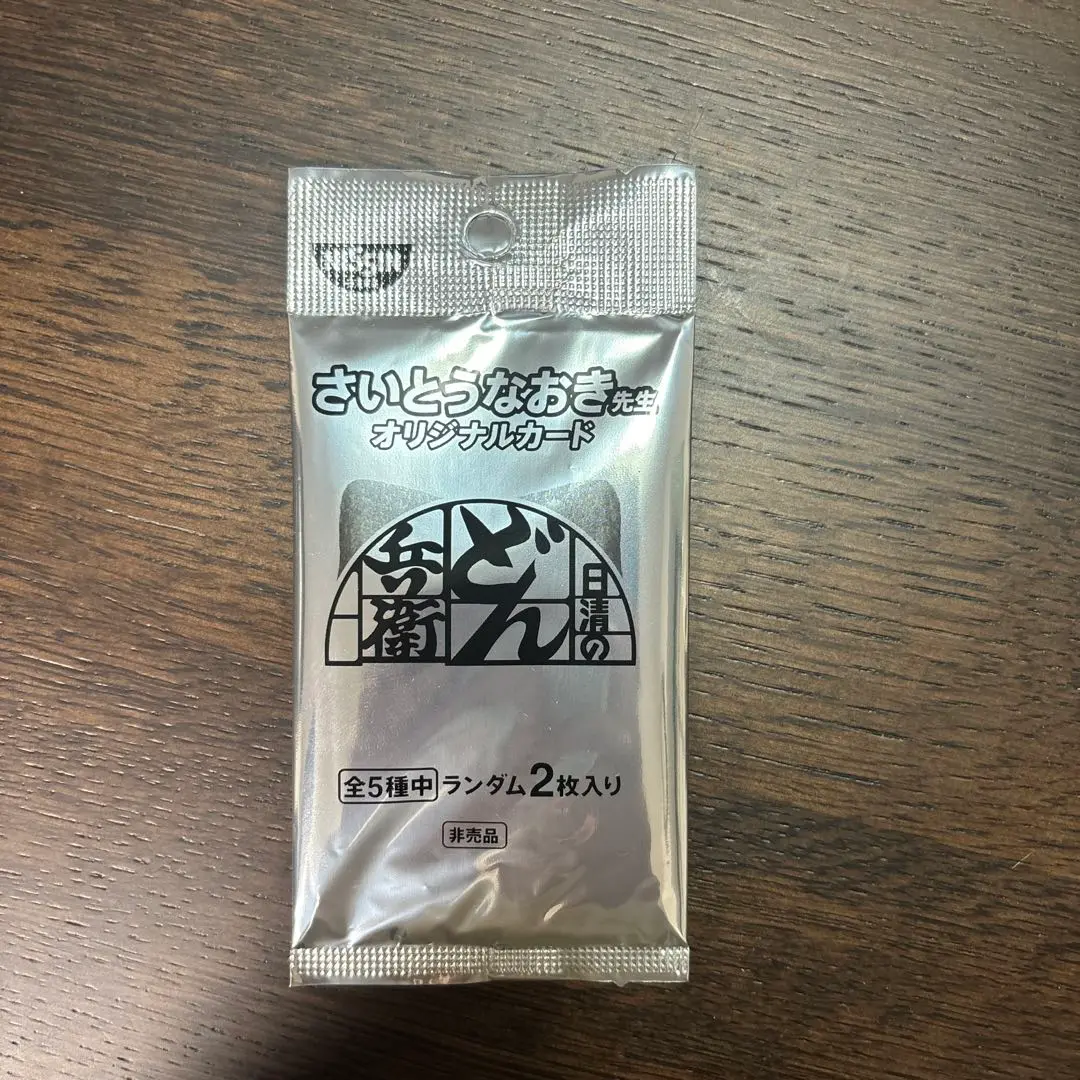 さいとうなおき先生
オリジナルカード
日清の
どん
兵衛
全5種中 ランダム2枚入り
非売品